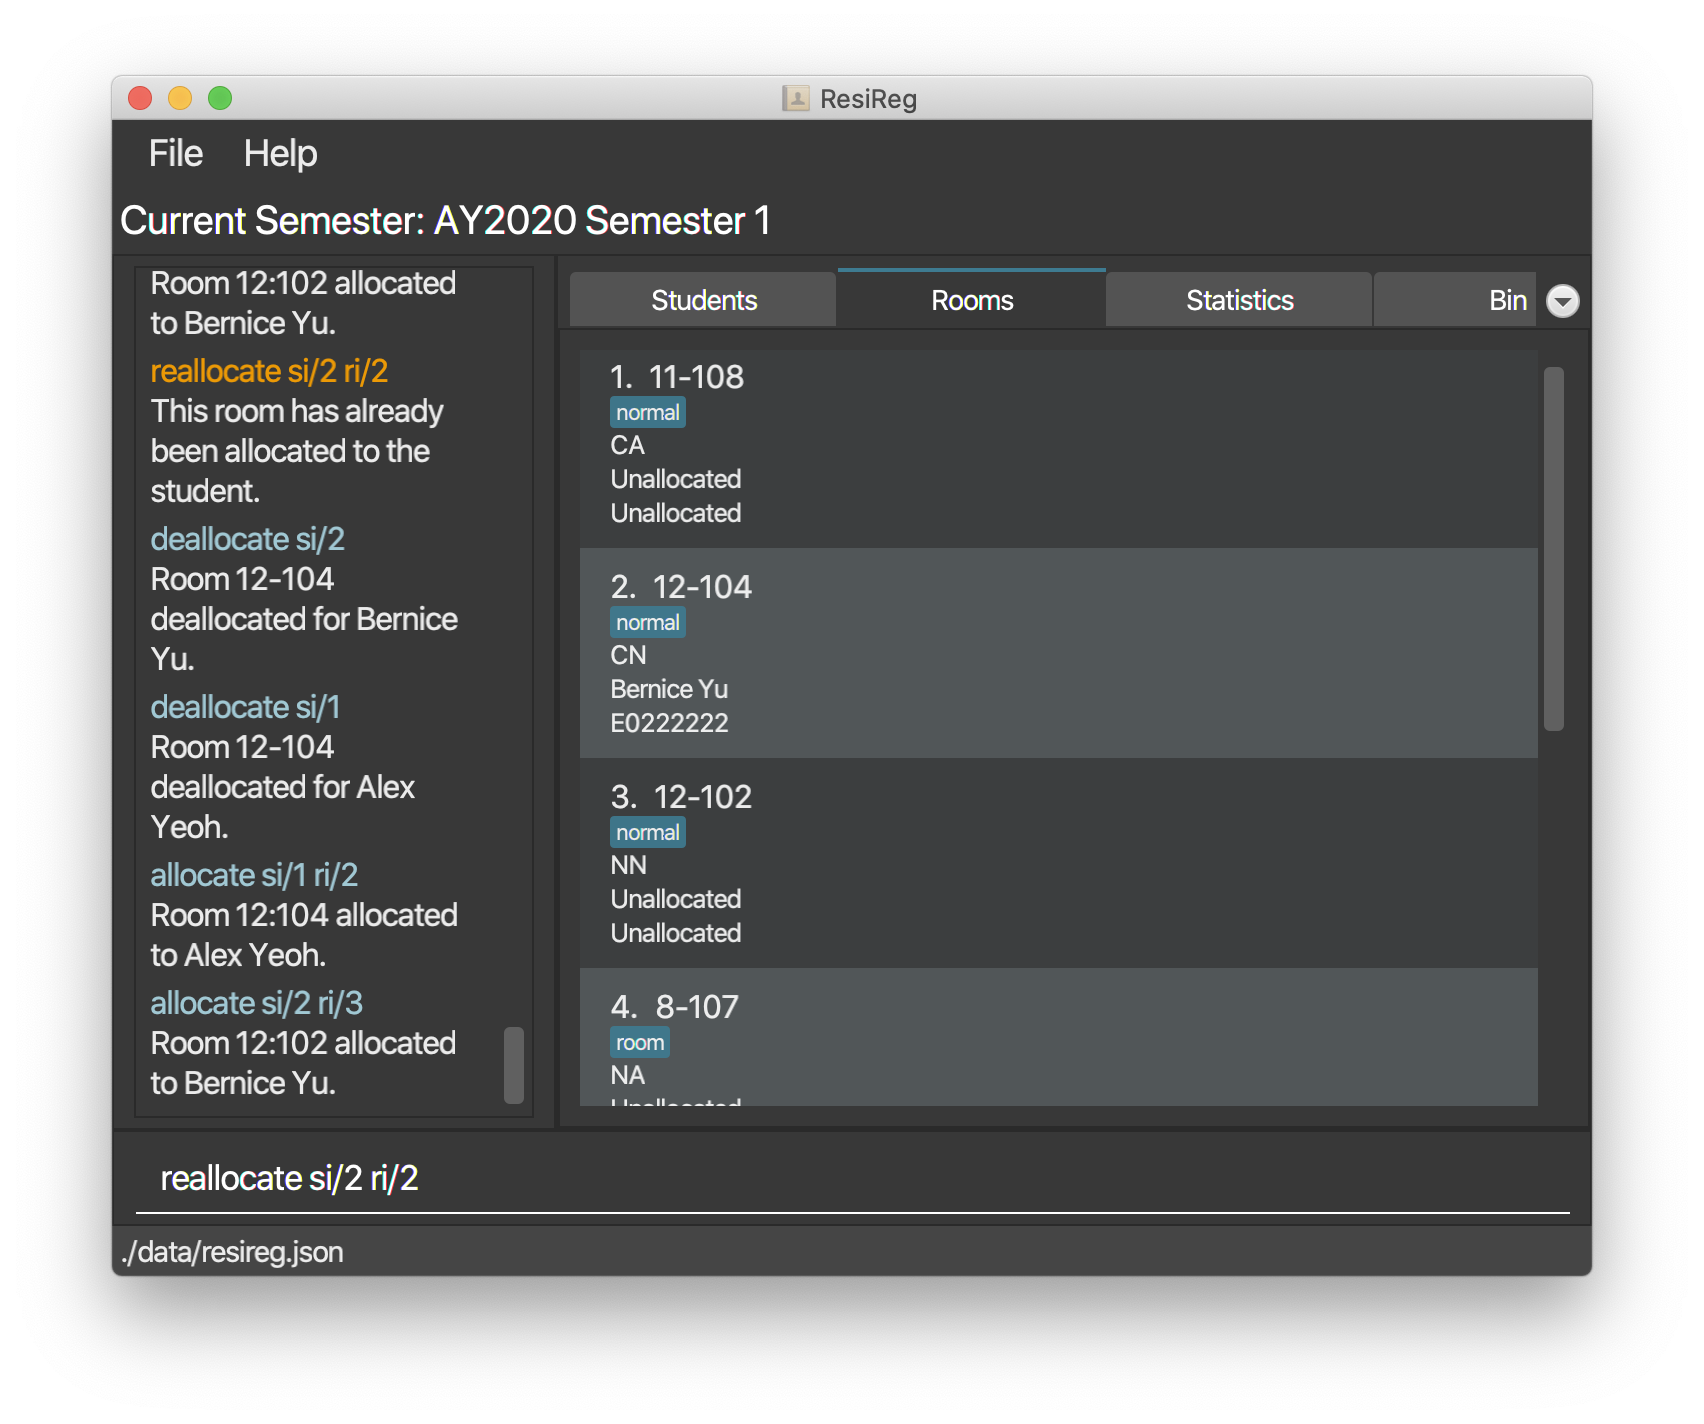 ResiReg
File Help
Current Semester: AY2020 Semester 1
Room 12:102 allocated
to Bernice Yu.
reallocate si/2 ri/2
This room has already
been allocated to the
student.
deallocate si/2
Room 12-104
deallocated for Bernice
Yu.
deallocate si/1
Room 12-104
deallocated for Alex
Yeoh.
allocate si/1 ri/2
Room 12:104 allocated
to Alex Yeoh.
allocate si/2 ri/3
Room 12:102 allocated
to Bernice Yu.
Students Rooms Statistics Bin
1. 11-108
normal
CA
Unallocated
Unallocated
2. 12-104
normal
CN
Bernice Yu
E0222222
3. 12-102
normal
NN
Unallocated
Unallocated
4. 8-107
room
NA
Unallocated
reallocate si/2 ri/2
./data/resireg.json